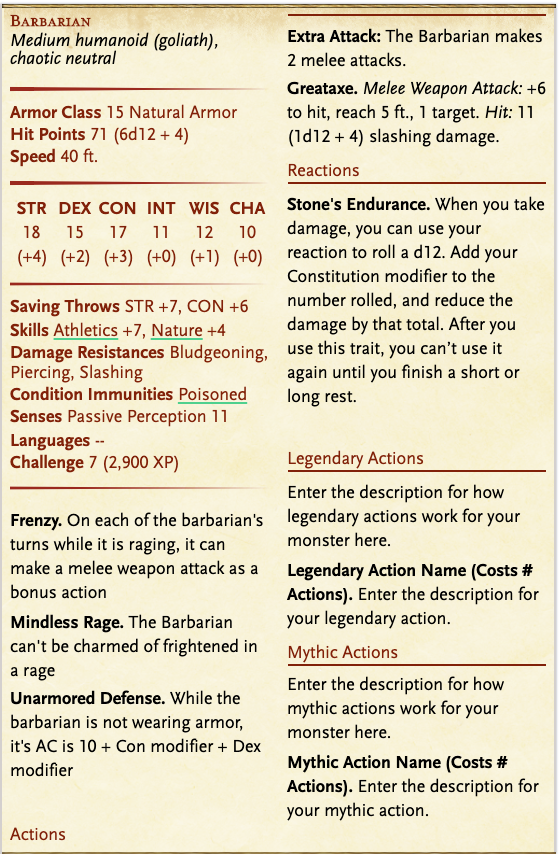 Barbarian
Medium humanoid (goliath),
chaotic neutral
Armor Class 15 Natural Armor
Hit Points 71 (6d12 + 4)
Speed 40 ft.
STR DEX CON INT WIS CHA
18 15 17 11 12 10
(+4) (+2) (+3) (+0) (+1) (+0)
Saving Throws STR +7, CON +6
Skills Athletics +7, Nature +4
Damage Resistances Bludgeoning,
Piercing, Slashing
Condition Immunities Poisoned
Senses Passive Perception 11
Languages --
Challenge 7 (2,900 XP)
Frenzy. On each of the barbarian's
turns while it is raging, it can
make a melee weapon attack as a
bonus action
Mindless Rage. The Barbarian
can't be charmed of frightened in
a rage
Unarmored Defense. While the
barbarian is not wearing armor,
it's AC is 10 + Con modifier + Dex
modifier
Actions
Extra Attack: The Barbarian makes
2 melee attacks.
Greataxe. Melee Weapon Attack: +6
to hit, reach 5 ft., 1 target. Hit: 11
(1d12 + 4) slashing damage.
Reactions
Stone's Endurance. When you take
damage, you can use your
reaction to roll a d12. Add your
Constitution modifier to the
number rolled, and reduce the
damage by that total. After you
use this trait, you can't use it
again until you finish a short or
long rest.
Legendary Actions
Enter the description for how
legendary actions work for your
monster here.
Legendary Action Name (Costs #
Actions). Enter the description for
your legendary action.
Mythic Actions
Enter the description for how
mythic actions work for your
monster here.
Mythic Action Name (Costs #
Actions). Enter the description for
your mythic action.